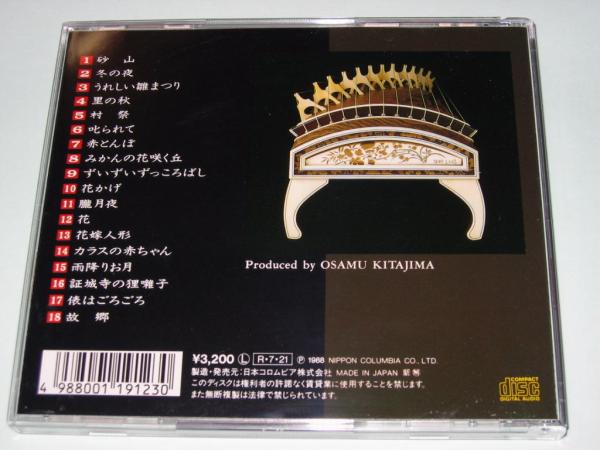 1 砂 山
2 冬の夜
3 うれしい雛まつり
4 里の秋
5 村 祭
6 叱られて
7 赤とんぼ
8 みかんの花咲く丘
9 ずいずいずっころばし
10 花かげ
11 朧月夜
12 花
13 花嫁人形
14 カラスの赤ちゃん
15 雨降りお月
16 証城寺の狸囃子
17 俵はごろごろ
18 故 郷
Produced by OSAMU KITAJIMA
4 988001 191230
¥3,200 Ⓛ R・7・21 Ⓟ 1988 NIPPON COLUMBIA CO., LTD.
製造・発売元:日本コロムビア株式会社 MADE IN JAPAN
このディスクは権利者の許諾なく賃貸業に使用することを禁じます。
また無断複製は法律で禁じられています。
COMPACT
disc
DIGITAL AUDIO